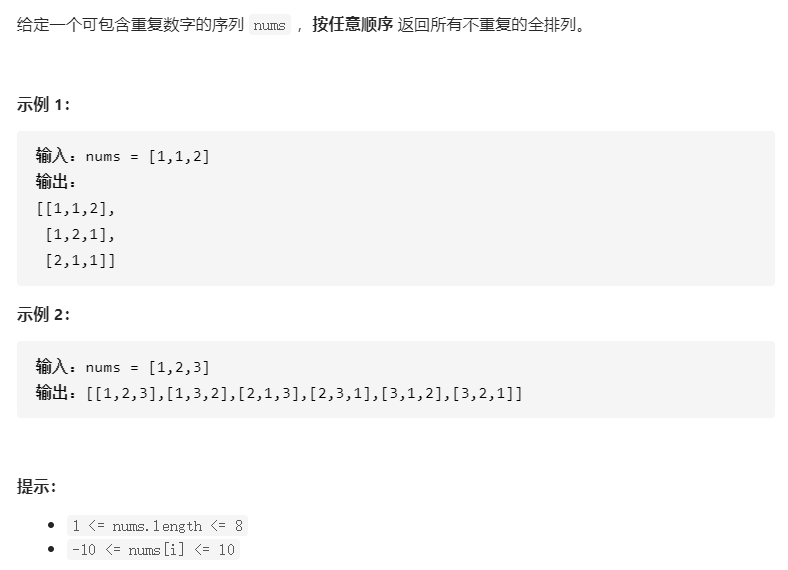 给定一个可包含重复数字的序列 nums ，按任意顺序 返回所有不重复的全排列。
示例 1：
输入：nums = [1,1,2]
输出：
[[1,1,2],
 [1,2,1],
 [2,1,1]]
示例 2：
输入：nums = [1,2,3]
输出：[[1,2,3],[1,3,2],[2,1,3],[2,3,1],[3,1,2],[3,2,1]]
提示：
• 1 <= nums.length <= 8
• -10 <= nums[i] <= 10